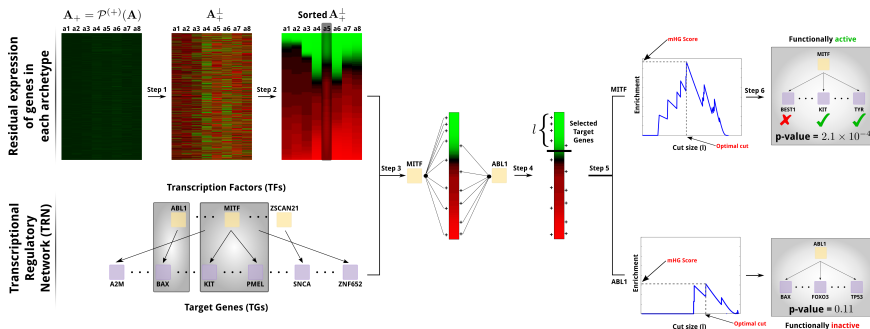 A₊ = 𝒫⁽⁺⁾(A)
A₊⊥
Sorted A₊⊥
a1 a2 a3 a4 a5 a6 a7 a8
a1 a2 a3 a4 a5 a6 a7 a8
a1 a2 a3 a4 a5 a6 a7 a8
Residual expression
of genes in
each archetype
Step 1
Step 2
Step 3
MITF
ABL1
Step 4
l
Selected
Target
Genes
Step 5
MITF
mHG Score
Enrichment
Cut size (l)
Optimal cut
Step 6
Functionally active
MITF
BEST1
KIT
TYR
p-value = 2.1 × 10⁻⁴
Transcriptional
Regulatory
Network (TRN)
Transcription Factors (TFs)
ABL1
MITF
ZSCAN21
A2M
BAX
KIT
PMEL
SNCA
ZNF652
Target Genes (TGs)
ABL1
mHG Score
Enrichment
Cut size (l)
Optimal cut
ABL1
BAX
FOXO3
TP53
p-value = 0.11
Functionally inactive